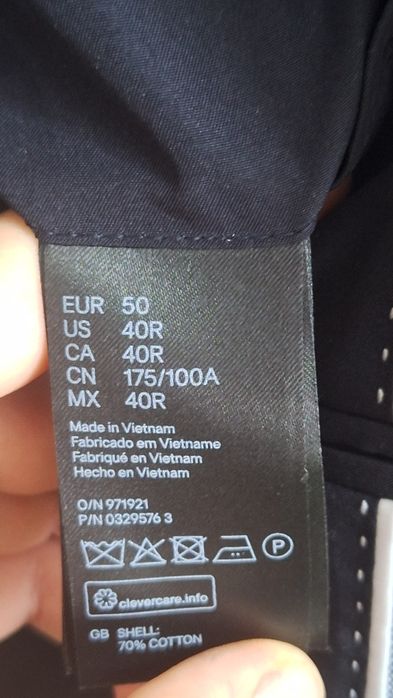 EUR 50
US 40R
CA 40R
CN 175/100A
MX 40R
Made in Vietnam
Fabricado em Vietname
Fabriqué en Vietnam
Hecho en Vietnam
O/N 971921
P/N 0329576 3
P
clevercare.info
GB SHELL:
70% COTTON